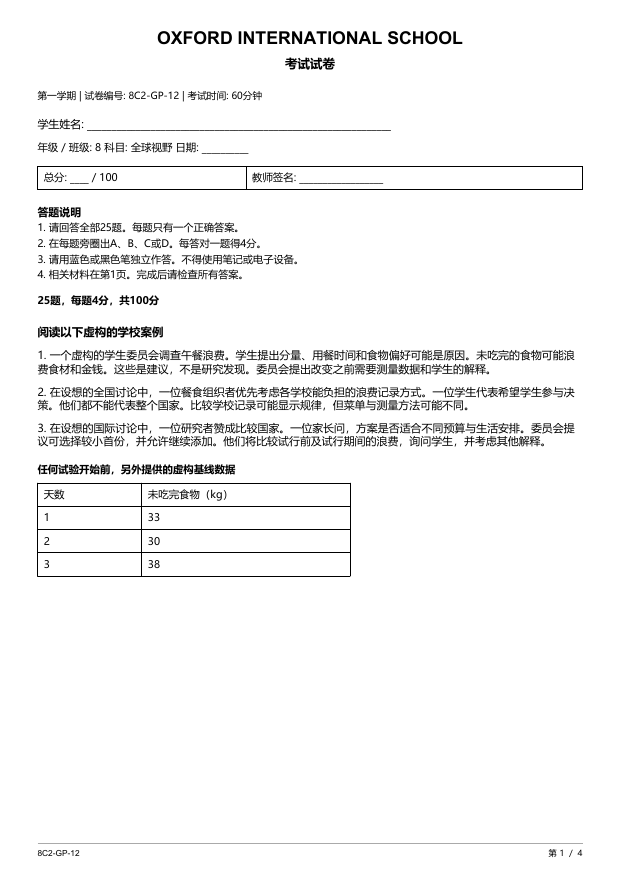 OXFORD INTERNATIONAL SCHOOL
考试试卷
第一学期 | 试卷编号: 8C2-GP-12 | 考试时间: 60分钟
学生姓名: ________________________________________________________
年级 / 班级: 8 科目: 全球视野 日期: _________
总分: ____ / 100
教师签名: ________________
答题说明
1. 请回答全部25题。每题只有一个正确答案。
2. 在每题旁圈出A、B、C或D。每答对一题得4分。
3. 请用蓝色或黑色笔独立作答。不得使用笔记或电子设备。
4. 相关材料在第1页。完成后请检查所有答案。
25题，每题4分，共100分
阅读以下虚构的学校案例
1. 一个虚构的学生委员会调查午餐浪费。学生提出分量、用餐时间和食物偏好可能是原因。未吃完的食物可能浪
费食材和金钱。这些是建议，不是研究发现。委员会提出改变之前需要测量数据和学生的解释。
2. 在设想的全国讨论中，一位餐食组织者优先考虑各学校能负担的浪费记录方式。一位学生代表希望学生参与决
策。他们都不能代表整个国家。比较学校记录可能显示规律，但菜单与测量方法可能不同。
3. 在设想的国际讨论中，一位研究者赞成比较国家。一位家长问，方案是否适合不同预算与生活安排。委员会提
议可选择较小首份，并允许继续添加。他们将比较试行前及试行期间的浪费，询问学生，并考虑其他解释。
任何试验开始前，另外提供的虚构基线数据
天数
未吃完食物（kg）
1
33
2
30
3
38
8C2-GP-12
第 1 / 4